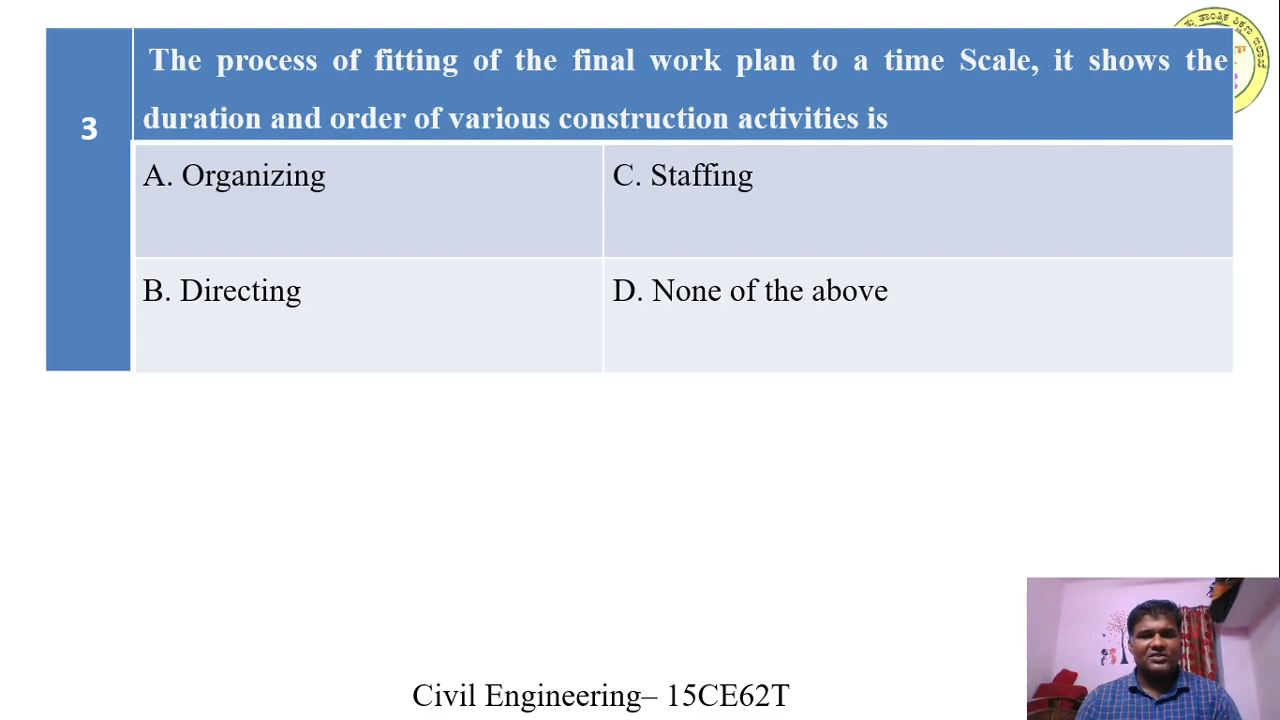 The process of fitting of the final work plan to a time Scale, it shows the
duration and order of various construction activities is
3
A. Organizing
C. Staffing
B. Directing
D. None of the above
Civil Engineering– 15CE62T